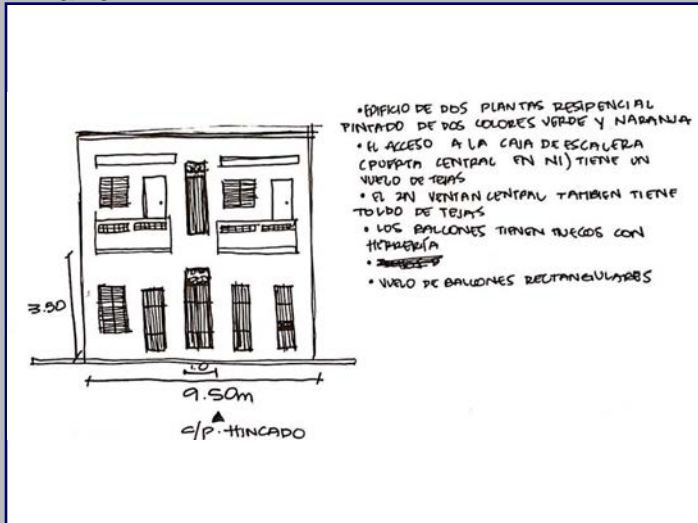 •EDIFICIO DE DOS PLANTAS RESIDENCIAL
PINTADO DE DOS COLORES VERDE Y NARANJA
•EL ACCESO A LA CAJA DE ESCALERA
(PUERTA CENTRAL EN N1) TIENE UN
VUELO DE TEJAS
•EL 2N VENTAN CENTRAL TAMBIEN TIENE
TOLDO DE TEJAS
•LOS BALCONES TIENEN HUECOS CON
HERRERÍA
•VUELO DE BALCONES RECTANGULARES
3.50
1.0
9.50m
C/P. HINCADO